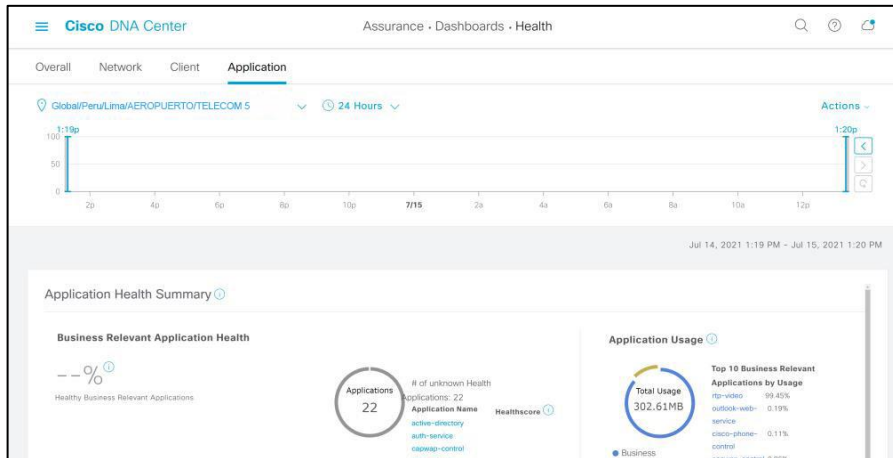 Cisco DNA Center
Assurance · Dashboards · Health
Overall Network Client Application
Global/Peru/Lima/AEROPUERTO/TELECOM 5
24 Hours
Actions
1:19p
1:20p
100
50
0
2p 4p 6p 8p 10p 7/15 2a 4a 6a 8a 10a 12p
Jul 14, 2021 1:19 PM - Jul 15, 2021 1:20 PM
Application Health Summary
Business Relevant Application Health
--%
Healthy Business Relevant Applications
Applications
22
# of unknown Health
Applications: 22
Application Name Healthscore
active-directory
auth-service
capwap-control
Application Usage
Total Usage
302.61MB
Business
Top 10 Business Relevant
Applications by Usage
rtp-video 99.45%
outlook-web- 0.19%
service
cisco-phone- 0.11%
control